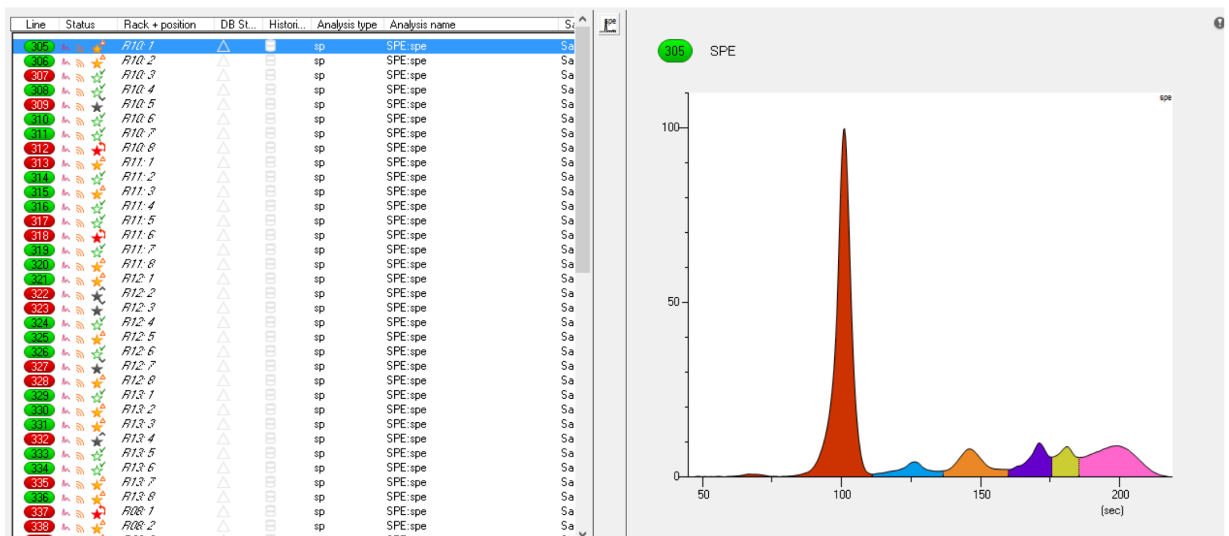 Line Status Rack + position DB St... Histori... Analysis type Analysis name Sa
305 R10: 1 sp SPE:spe Sa
306 R10: 2 sp SPE:spe Sa
307 R10: 3 sp SPE:spe Sa
308 R10: 4 sp SPE:spe Sa
309 R10: 5 sp SPE:spe Sa
310 R10: 6 sp SPE:spe Sa
311 R10: 7 sp SPE:spe Sa
312 R10: 8 sp SPE:spe Sa
313 R11: 1 sp SPE:spe Sa
314 R11: 2 sp SPE:spe Sa
315 R11: 3 sp SPE:spe Sa
316 R11: 4 sp SPE:spe Sa
317 R11: 5 sp SPE:spe Sa
318 R11: 6 sp SPE:spe Sa
319 R11: 7 sp SPE:spe Sa
320 R11: 8 sp SPE:spe Sa
321 R12: 1 sp SPE:spe Sa
322 R12: 2 sp SPE:spe Sa
323 R12: 3 sp SPE:spe Sa
324 R12: 4 sp SPE:spe Sa
325 R12: 5 sp SPE:spe Sa
326 R12: 6 sp SPE:spe Sa
327 R12: 7 sp SPE:spe Sa
328 R12: 8 sp SPE:spe Sa
329 R13: 1 sp SPE:spe Sa
330 R13: 2 sp SPE:spe Sa
331 R13: 3 sp SPE:spe Sa
332 R13: 4 sp SPE:spe Sa
333 R13: 5 sp SPE:spe Sa
334 R13: 6 sp SPE:spe Sa
335 R13: 7 sp SPE:spe Sa
336 R13: 8 sp SPE:spe Sa
337 R08: 1 sp SPE:spe Sa
338 R08: 2 sp SPE:spe Sa
spe
305 SPE
spe
100
50
0
50 100 150 200
(sec)